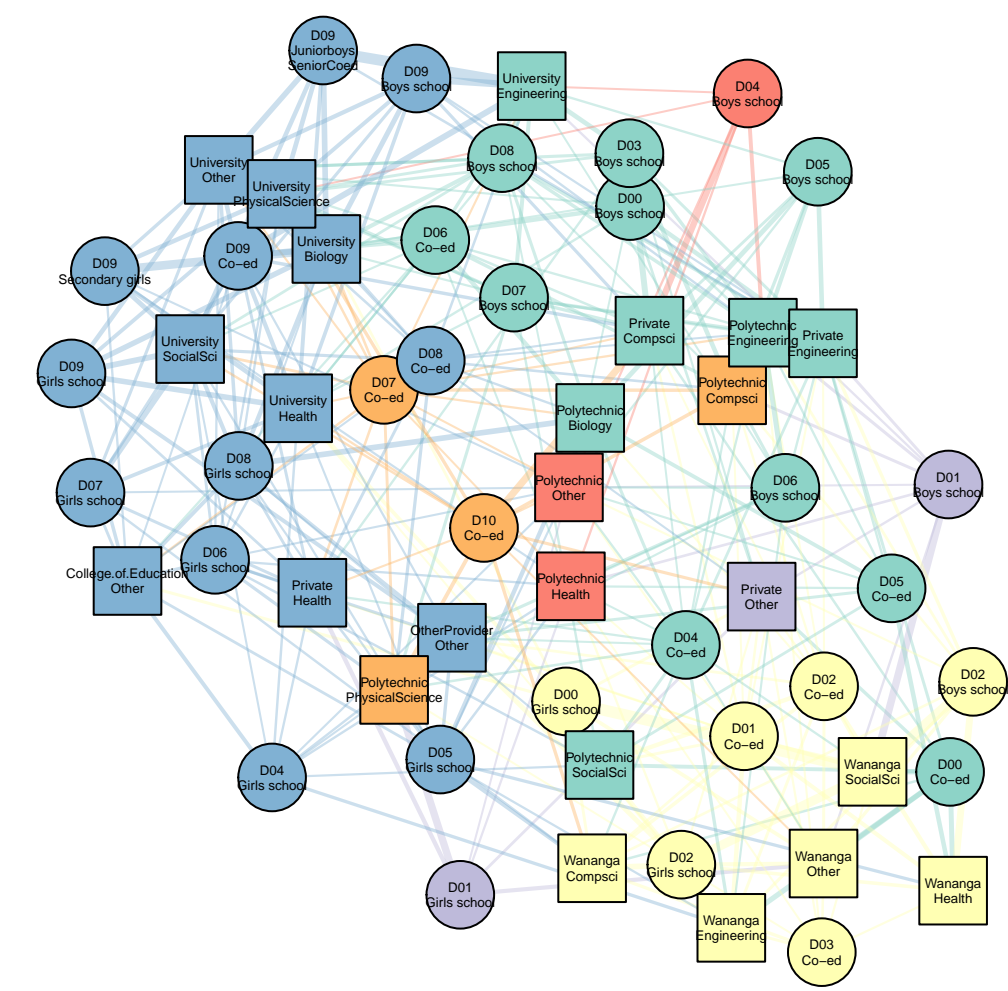 D09
Juniorboys
SeniorCoed
D09
Boys school
University
Engineering
D04
Boys school
D08
Boys school
D03
Boys school
D05
Boys school
University
Other
University
PhysicalScience
D00
Boys school
D06
Co−ed
University
Biology
D09
Co−ed
D09
Secondary girls
D07
Boys school
Private
Compsci
Polytechnic
Engineering
Private
Engineering
University
SocialSci
D09
Girls school
D08
Co−ed
D07
Co−ed
Polytechnic
Compsci
University
Health
Polytechnic
Biology
D08
Girls school
D07
Girls school
Polytechnic
Other
D06
Boys school
D01
Boys school
D10
Co−ed
D06
Girls school
College.of.Education
Other
Private
Health
Polytechnic
Health
Private
Other
D05
Co−ed
OtherProvider
Other
D04
Co−ed
Polytechnic
PhysicalScience
D00
Girls school
D02
Co−ed
D02
Boys school
D01
Co−ed
D04
Girls school
D05
Girls school
Polytechnic
SocialSci
Wananga
SocialSci
D00
Co−ed
Wananga
Compsci
D02
Girls school
Wananga
Other
Wananga
Health
D01
Girls school
Wananga
Engineering
D03
Co−ed